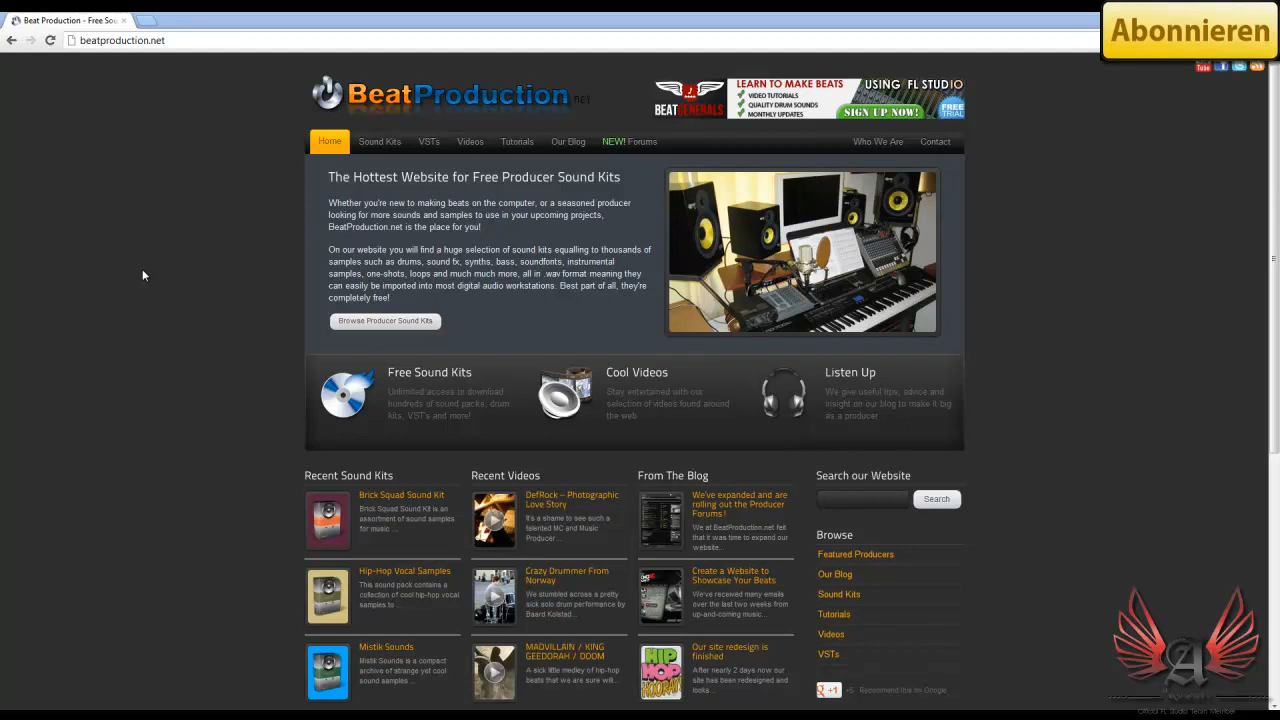 Beat Production - Free Sou
beatproduction.net
Abonnieren
BeatProduction.net
BEATGENERALS
LEARN TO MAKE BEATS USING FL STUDIO
VIDEO TUTORIALS
QUALITY DRUM SOUNDS
MONTHLY UPDATES
SIGN UP NOW!
FREE TRIAL
Home Sound Kits VSTs Videos Tutorials Our Blog NEW! Forums Who We Are Contact
The Hottest Website for Free Producer Sound Kits
Whether you're new to making beats on the computer, or a seasoned producer
looking for more sounds and samples to use in your upcoming projects,
BeatProduction.net is the place for you!
On our website you will find a huge selection of sound kits equalling to thousands of
samples such as drums, sound fx, synths, bass, soundfonts, instrumental
samples, one-shots, loops and much much more, all in .wav format meaning they
can easily be imported into most digital audio workstations. Best part of all, they're
completely free!
Browse Producer Sound Kits
Free Sound Kits
Unlimited access to download
hundreds of sound packs, drum
kits, VST's and more!
Cool Videos
Stay entertained with our
selection of videos found around
the web
Listen Up
We give useful tips, advice and
insight on our blog to make it big
as a producer
Recent Sound Kits
Brick Squad Sound Kit
Brick Squad Sound Kit is an
assortment of sound samples
for music ...
Hip-Hop Vocal Samples
This sound pack contains a
collection of cool hip-hop vocal
samples to ...
Mistik Sounds
Mistik Sounds is a compact
archive of strange yet cool
sound samples ...
Recent Videos
DefRock – Photographic
Love Story
It's a shame to see such a
talented MC and Music
Producer...
Crazy Drummer From
Norway
We stumbled across a pretty
sick solo drum performance by
Baard Kolstad...
MADVILLAIN / KING
GEEDORAH / DOOM
A sick little medley of hip-hop
beats that we are sure will...
From The Blog
We've expanded and are
rolling out the Producer
Forums!
We at BeatProduction.net felt
that it was time to expand our
website...
Create a Website to
Showcase Your Beats
We've received many emails
over the last two weeks from
up-and-coming music...
Our site redesign is
finished
After nearly 2 days now our
site has been redesigned and
looks...
Search our Website
Search
Browse
Featured Producers
Our Blog
Sound Kits
Tutorials
Videos
VSTs
+1 +5 Recommend this on Google
Official FL Studio Team Member